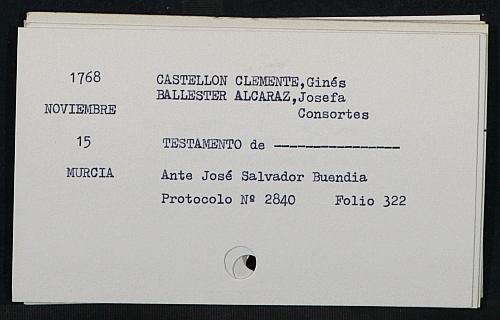 1768 CASTELLON CLEMENTE,Ginés
BALLESTER ALCARAZ,Josefa
NOVIEMBRE Consortes
15 TESTAMENTO de ----------------
MURCIA Ante José Salvador Buendia
Protocolo Nº 2840 Folio 322